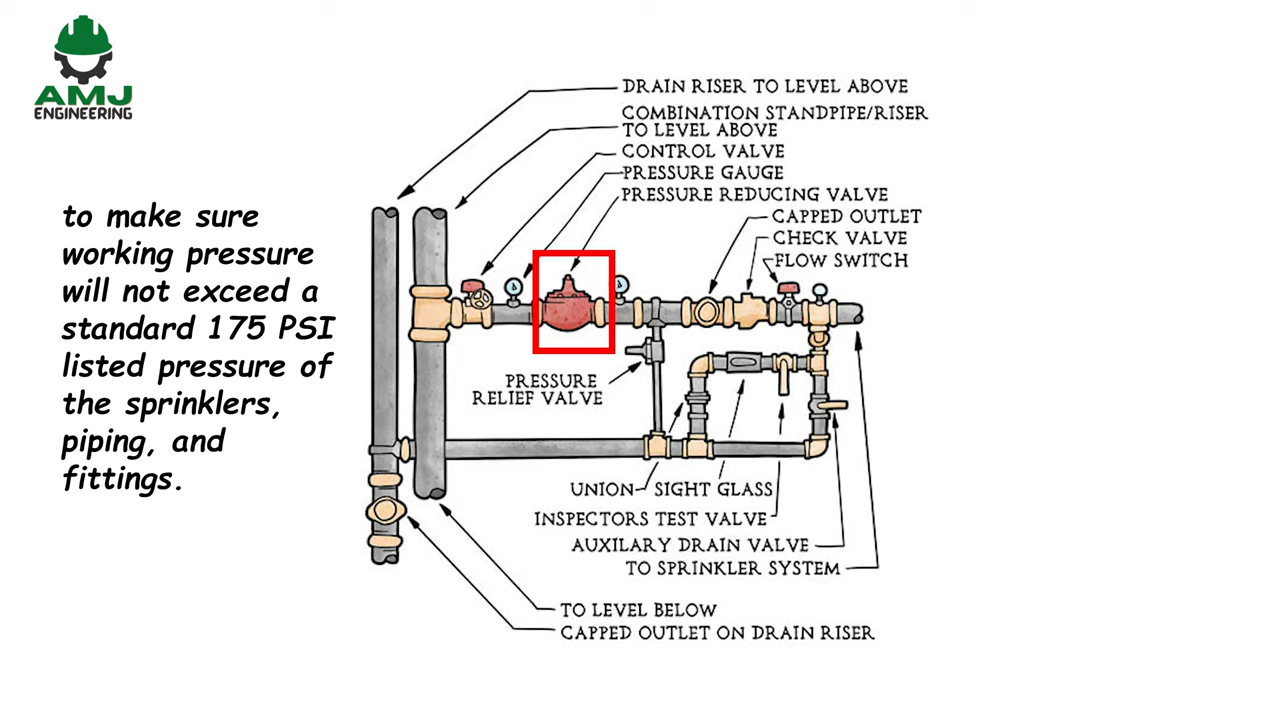 AMJ
ENGINEERING
to make sure
working pressure
will not exceed a
standard 175 PSI
listed pressure of
the sprinklers,
piping, and
fittings.
DRAIN RISER TO LEVEL ABOVE
COMBINATION STANDPIPE/RISER
TO LEVEL ABOVE
CONTROL VALVE
PRESSURE GAUGE
PRESSURE REDUCING VALVE
CAPPED OUTLET
CHECK VALVE
FLOW SWITCH
PRESSURE
RELIEF VALVE
UNION
SIGHT GLASS
INSPECTORS TEST VALVE
AUXILARY DRAIN VALVE
TO SPRINKLER SYSTEM
TO LEVEL BELOW
CAPPED OUTLET ON DRAIN RISER